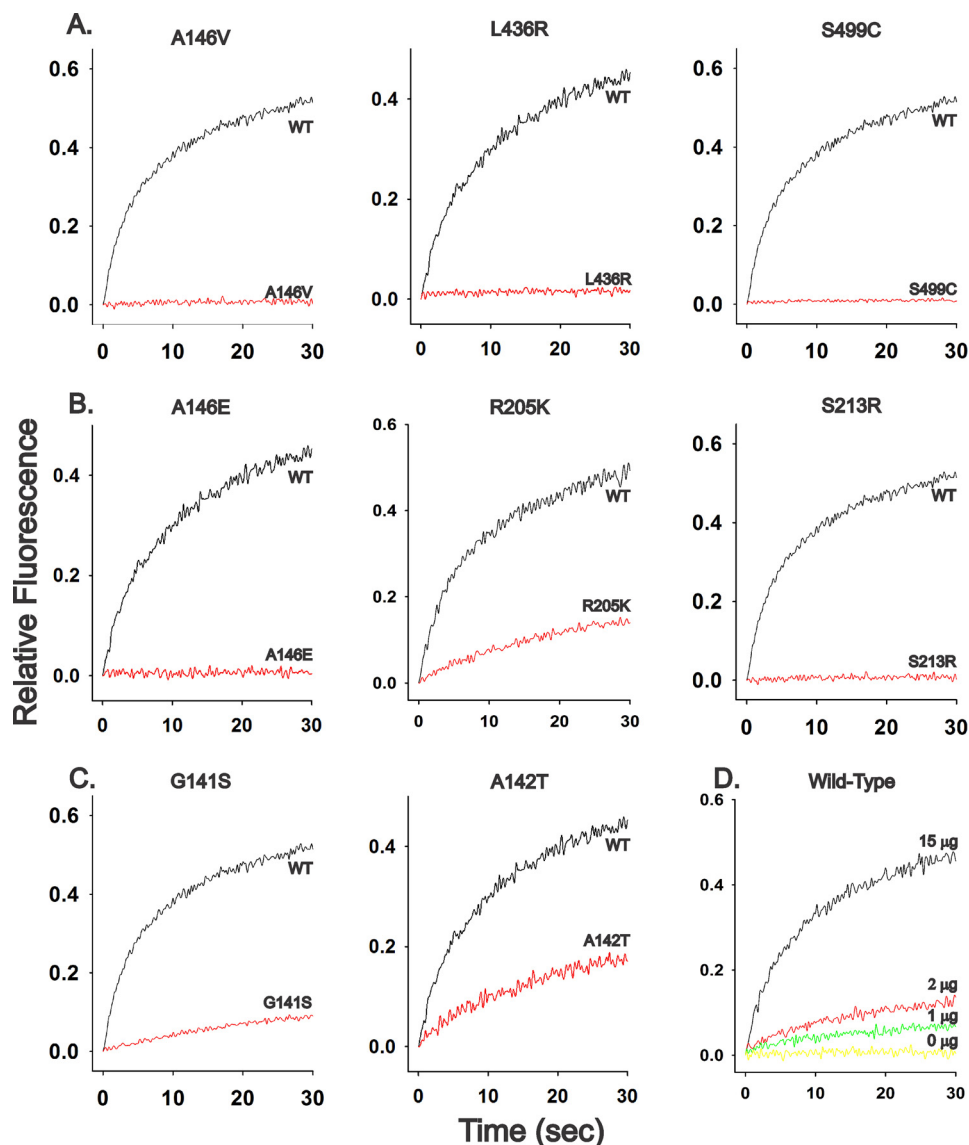 A.
A146V
L436R
S499C
0.6
0.4
0.2
0.0
WT
A146V
0 10 20 30
0.4
0.2
0.0
WT
L436R
0 10 20 30
0.6
0.4
0.2
0.0
WT
S499C
0 10 20 30
B.
A146E
R205K
S213R
0.4
0.2
0.0
WT
A146E
0 10 20 30
0.6
0.4
0.2
0.0
WT
R205K
0 10 20 30
0.6
0.4
0.2
0.0
WT
S213R
0 10 20 30
Relative Fluorescence
C.
G141S
A142T
D.
Wild-Type
0.6
0.4
0.2
0.0
WT
G141S
0 10 20 30
0.4
0.2
0.0
WT
A142T
0 10 20 30
0.6
0.4
0.2
0.0
15 µg
2 µg
1 µg
0 µg
0 10 20 30
Time (sec)